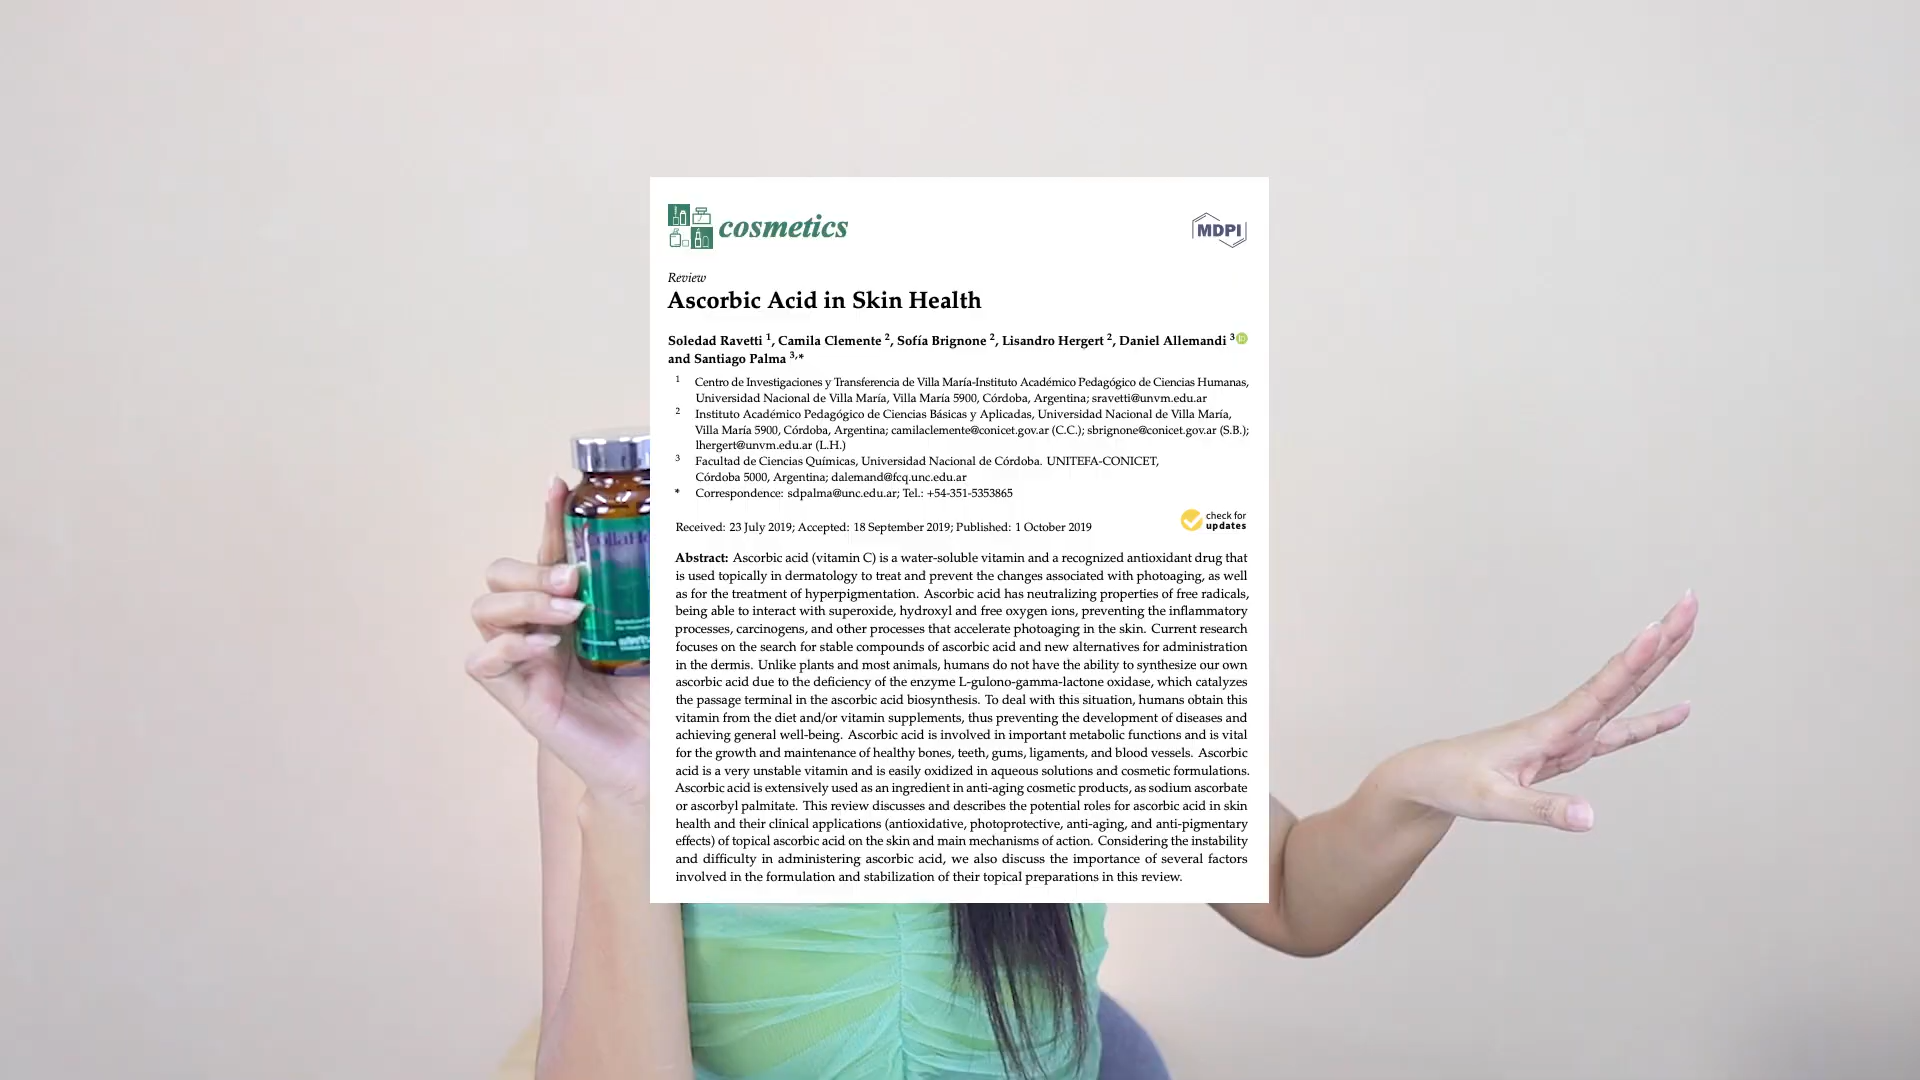 cosmetics
MDPI
Review
Ascorbic Acid in Skin Health
Soledad Ravetti 1, Camila Clemente 2, Sofía Brignone 2, Lisandro Hergert 2, Daniel Allemandi 3
and Santiago Palma 3,*
1 Centro de Investigaciones y Transferencia de Villa María-Instituto Académico Pedagógico de Ciencias Humanas,
Universidad Nacional de Villa María, Villa María 5900, Córdoba, Argentina; sravetti@unvm.edu.ar
2 Instituto Académico Pedagógico de Ciencias Básicas y Aplicadas, Universidad Nacional de Villa María,
Villa María 5900, Córdoba, Argentina; camilaclemente@conicet.gov.ar (C.C.); sbrignone@conicet.gov.ar (S.B.);
lhergert@unvm.edu.ar (L.H.)
3 Facultad de Ciencias Químicas, Universidad Nacional de Córdoba. UNITEFA-CONICET,
Córdoba 5000, Argentina; dalemand@fcq.unc.edu.ar
* Correspondence: sdpalma@unc.edu.ar; Tel.: +54-351-5353865
check for
updates
Received: 23 July 2019; Accepted: 18 September 2019; Published: 1 October 2019
Abstract: Ascorbic acid (vitamin C) is a water-soluble vitamin and a recognized antioxidant drug that
is used topically in dermatology to treat and prevent the changes associated with photoaging, as well
as for the treatment of hyperpigmentation. Ascorbic acid has neutralizing properties of free radicals,
being able to interact with superoxide, hydroxyl and free oxygen ions, preventing the inflammatory
processes, carcinogens, and other processes that accelerate photoaging in the skin. Current research
focuses on the search for stable compounds of ascorbic acid and new alternatives for administration
in the dermis. Unlike plants and most animals, humans do not have the ability to synthesize our own
ascorbic acid due to the deficiency of the enzyme L-gulono-gamma-lactone oxidase, which catalyzes
the passage terminal in the ascorbic acid biosynthesis. To deal with this situation, humans obtain this
vitamin from the diet and/or vitamin supplements, thus preventing the development of diseases and
achieving general well-being. Ascorbic acid is involved in important metabolic functions and is vital
for the growth and maintenance of healthy bones, teeth, gums, ligaments, and blood vessels. Ascorbic
acid is a very unstable vitamin and is easily oxidized in aqueous solutions and cosmetic formulations.
Ascorbic acid is extensively used as an ingredient in anti-aging cosmetic products, as sodium ascorbate
or ascorbyl palmitate. This review discusses and describes the potential roles for ascorbic acid in skin
health and their clinical applications (antioxidative, photoprotective, anti-aging, and anti-pigmentary
effects) of topical ascorbic acid on the skin and main mechanisms of action. Considering the instability
and difficulty in administering ascorbic acid, we also discuss the importance of several factors
involved in the formulation and stabilization of their topical preparations in this review.